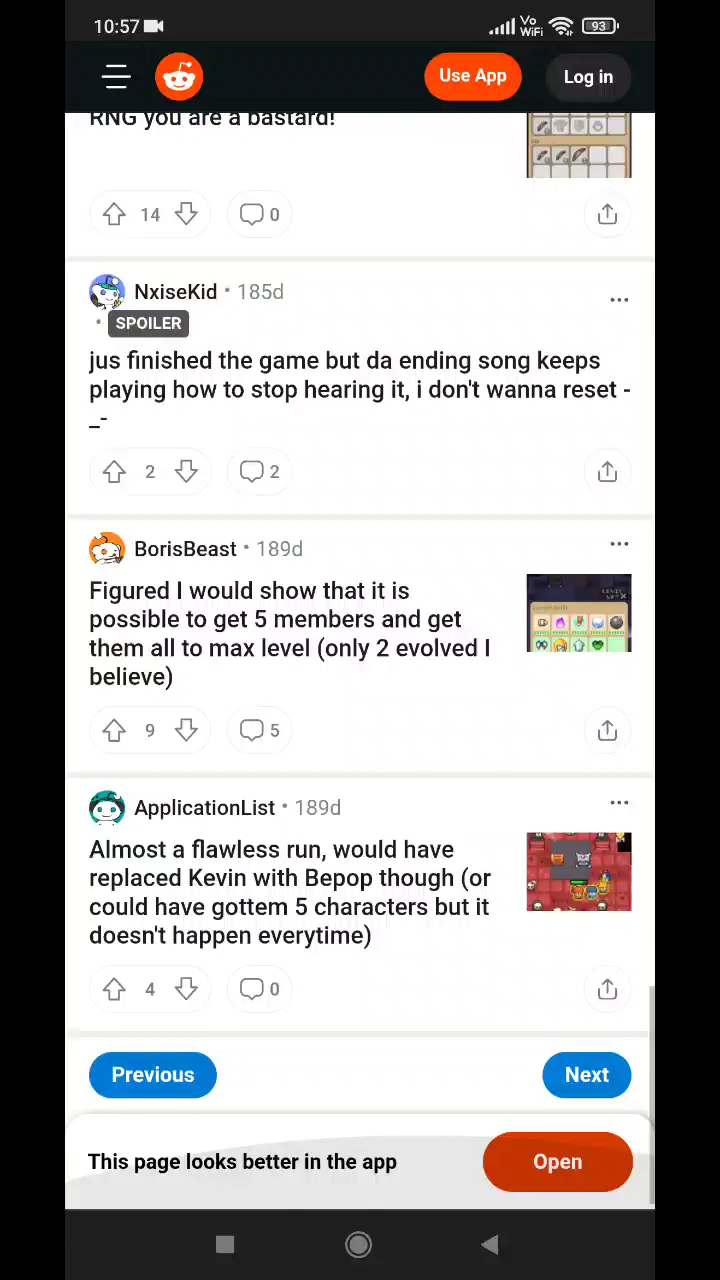 10:57
Vo
WiFi
93
Use App
Log in
RNG you are a bastard!
14
0
NxiseKid • 185d
• SPOILER
jus finished the game but da ending song keeps
playing how to stop hearing it, i don't wanna reset -
_-
2
2
BorisBeast • 189d
Figured I would show that it is
possible to get 5 members and get
them all to max level (only 2 evolved I
believe)
9
5
ApplicationList • 189d
Almost a flawless run, would have
replaced Kevin with Bepop though (or
could have gottem 5 characters but it
doesn't happen everytime)
4
0
Previous
Next
This page looks better in the app
Open